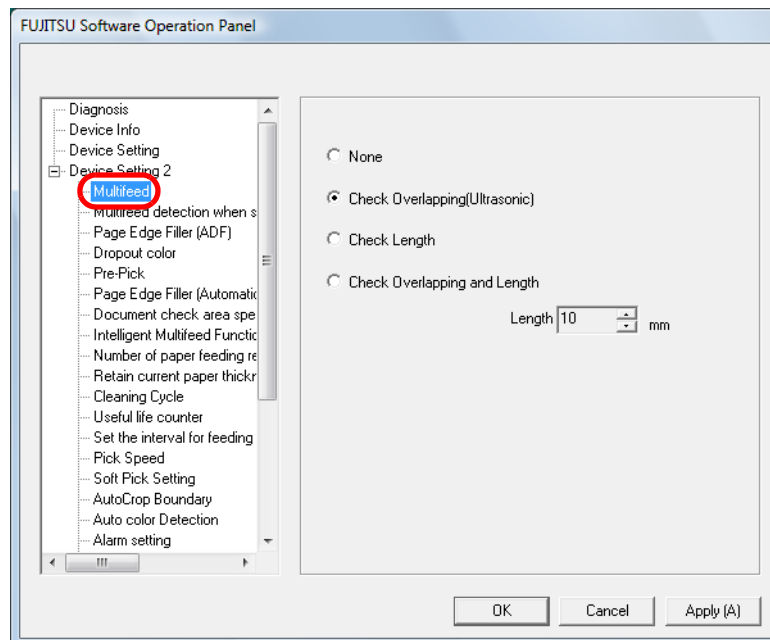 FUJITSU Software Operation Panel
Diagnosis
Device Info
Device Setting
Device Setting 2
Multifeed
Multifeed detection when s
Page Edge Filler (ADF)
Dropout color
Pre-Pick
Page Edge Filler (Automatic
Document check area spe
Intelligent Multifeed Functic
Number of paper feeding re
Retain current paper thickr
Cleaning Cycle
Useful life counter
Set the interval for feeding
Pick Speed
Soft Pick Setting
AutoCrop Boundary
Auto color Detection
Alarm setting
None
Check Overlapping(Ultrasonic)
Check Length
Check Overlapping and Length
Length 10 mm
OK Cancel Apply (A)